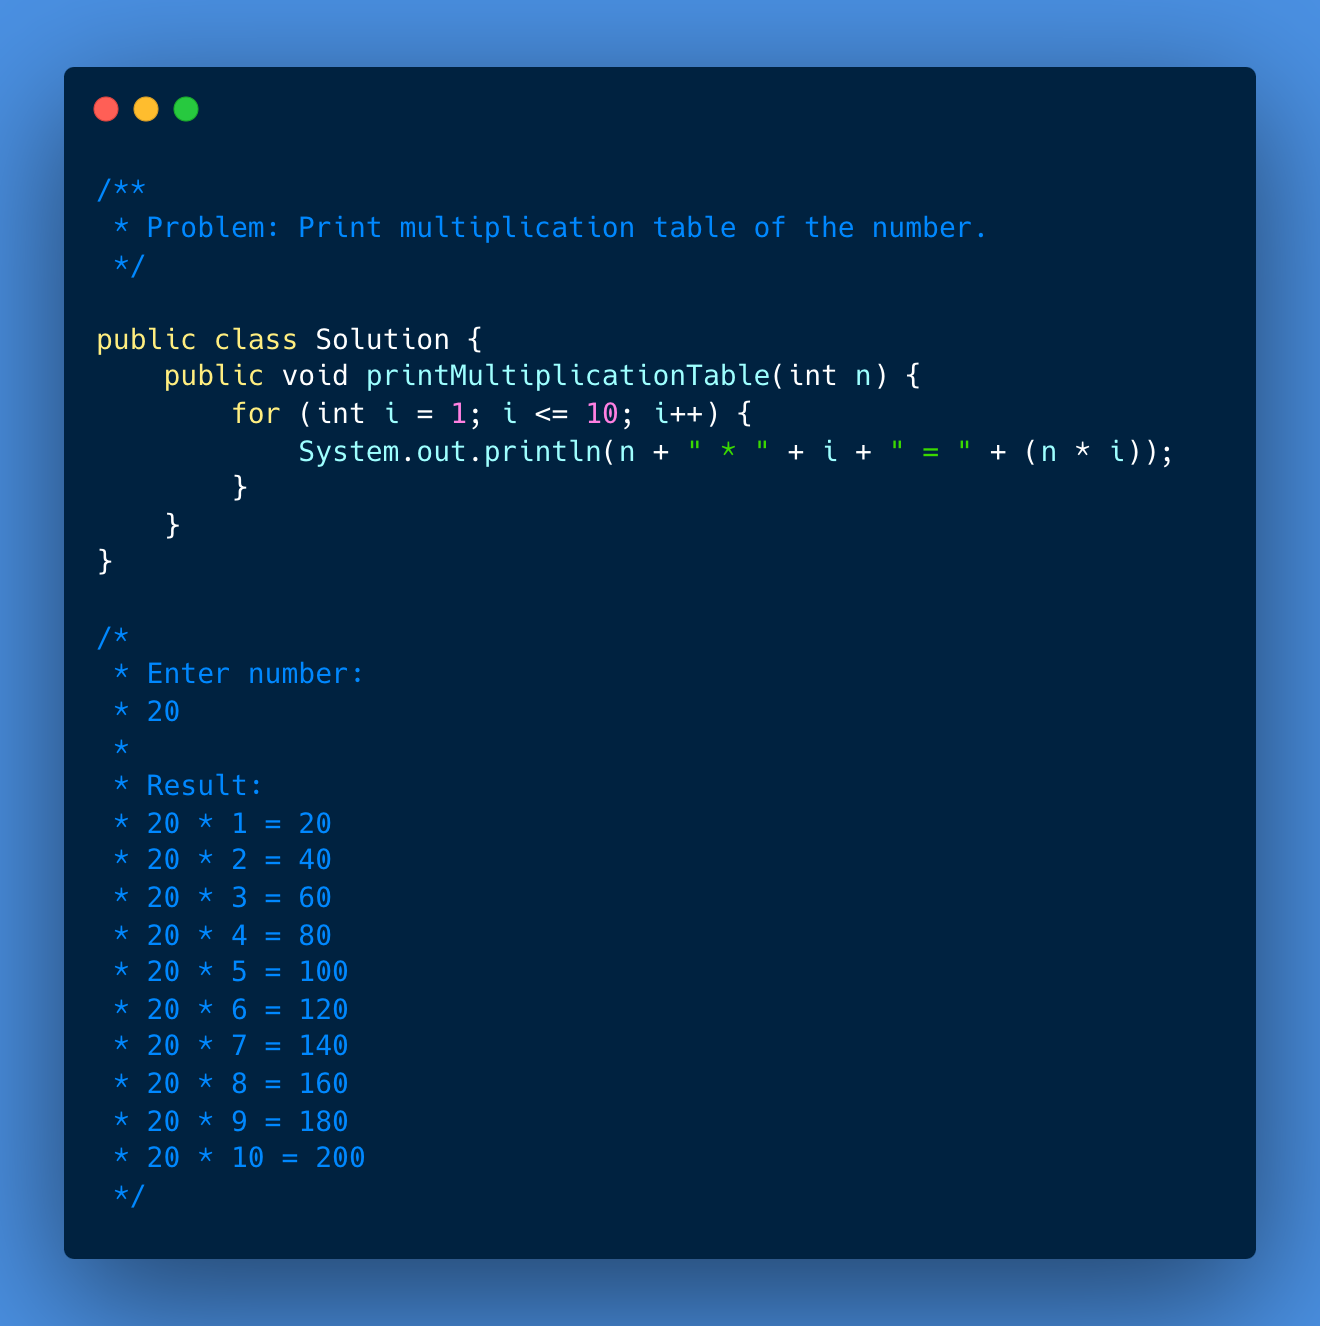 /**
 * Problem: Print multiplication table of the number.
 */

public class Solution {
    public void printMultiplicationTable(int n) {
        for (int i = 1; i <= 10; i++) {
            System.out.println(n + " * " + i + " = " + (n * i));
        }
    }
}

/*
 * Enter number:
 * 20
 *
 * Result:
 * 20 * 1 = 20
 * 20 * 2 = 40
 * 20 * 3 = 60
 * 20 * 4 = 80
 * 20 * 5 = 100
 * 20 * 6 = 120
 * 20 * 7 = 140
 * 20 * 8 = 160
 * 20 * 9 = 180
 * 20 * 10 = 200
 */